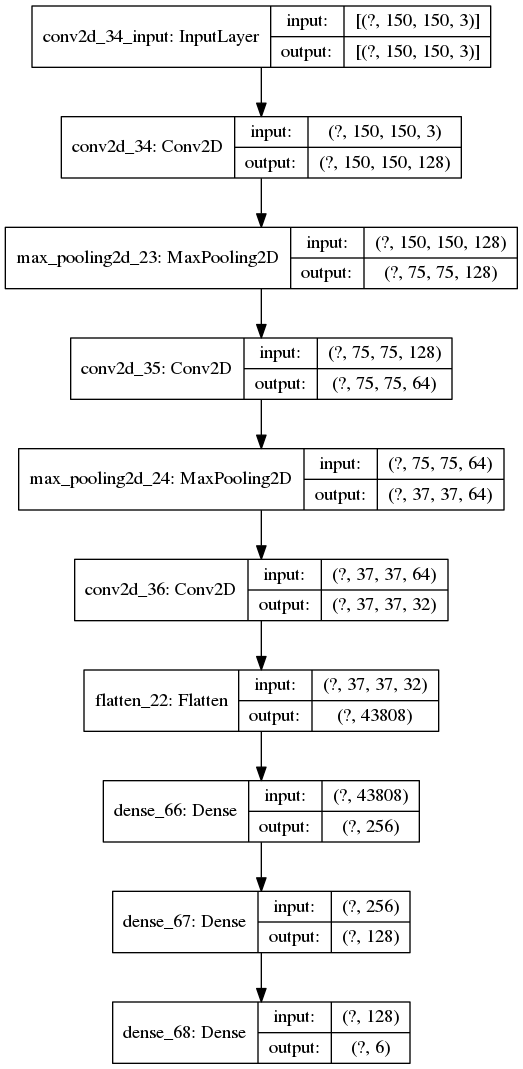 conv2d_34_input: InputLayer input: [(?, 150, 150, 3)]
output: [(?, 150, 150, 3)]
conv2d_34: Conv2D input: (?, 150, 150, 3)
output: (?, 150, 150, 128)
max_pooling2d_23: MaxPooling2D input: (?, 150, 150, 128)
output: (?, 75, 75, 128)
conv2d_35: Conv2D input: (?, 75, 75, 128)
output: (?, 75, 75, 64)
max_pooling2d_24: MaxPooling2D input: (?, 75, 75, 64)
output: (?, 37, 37, 64)
conv2d_36: Conv2D input: (?, 37, 37, 64)
output: (?, 37, 37, 32)
flatten_22: Flatten input: (?, 37, 37, 32)
output: (?, 43808)
dense_66: Dense input: (?, 43808)
output: (?, 256)
dense_67: Dense input: (?, 256)
output: (?, 128)
dense_68: Dense input: (?, 128)
output: (?, 6)